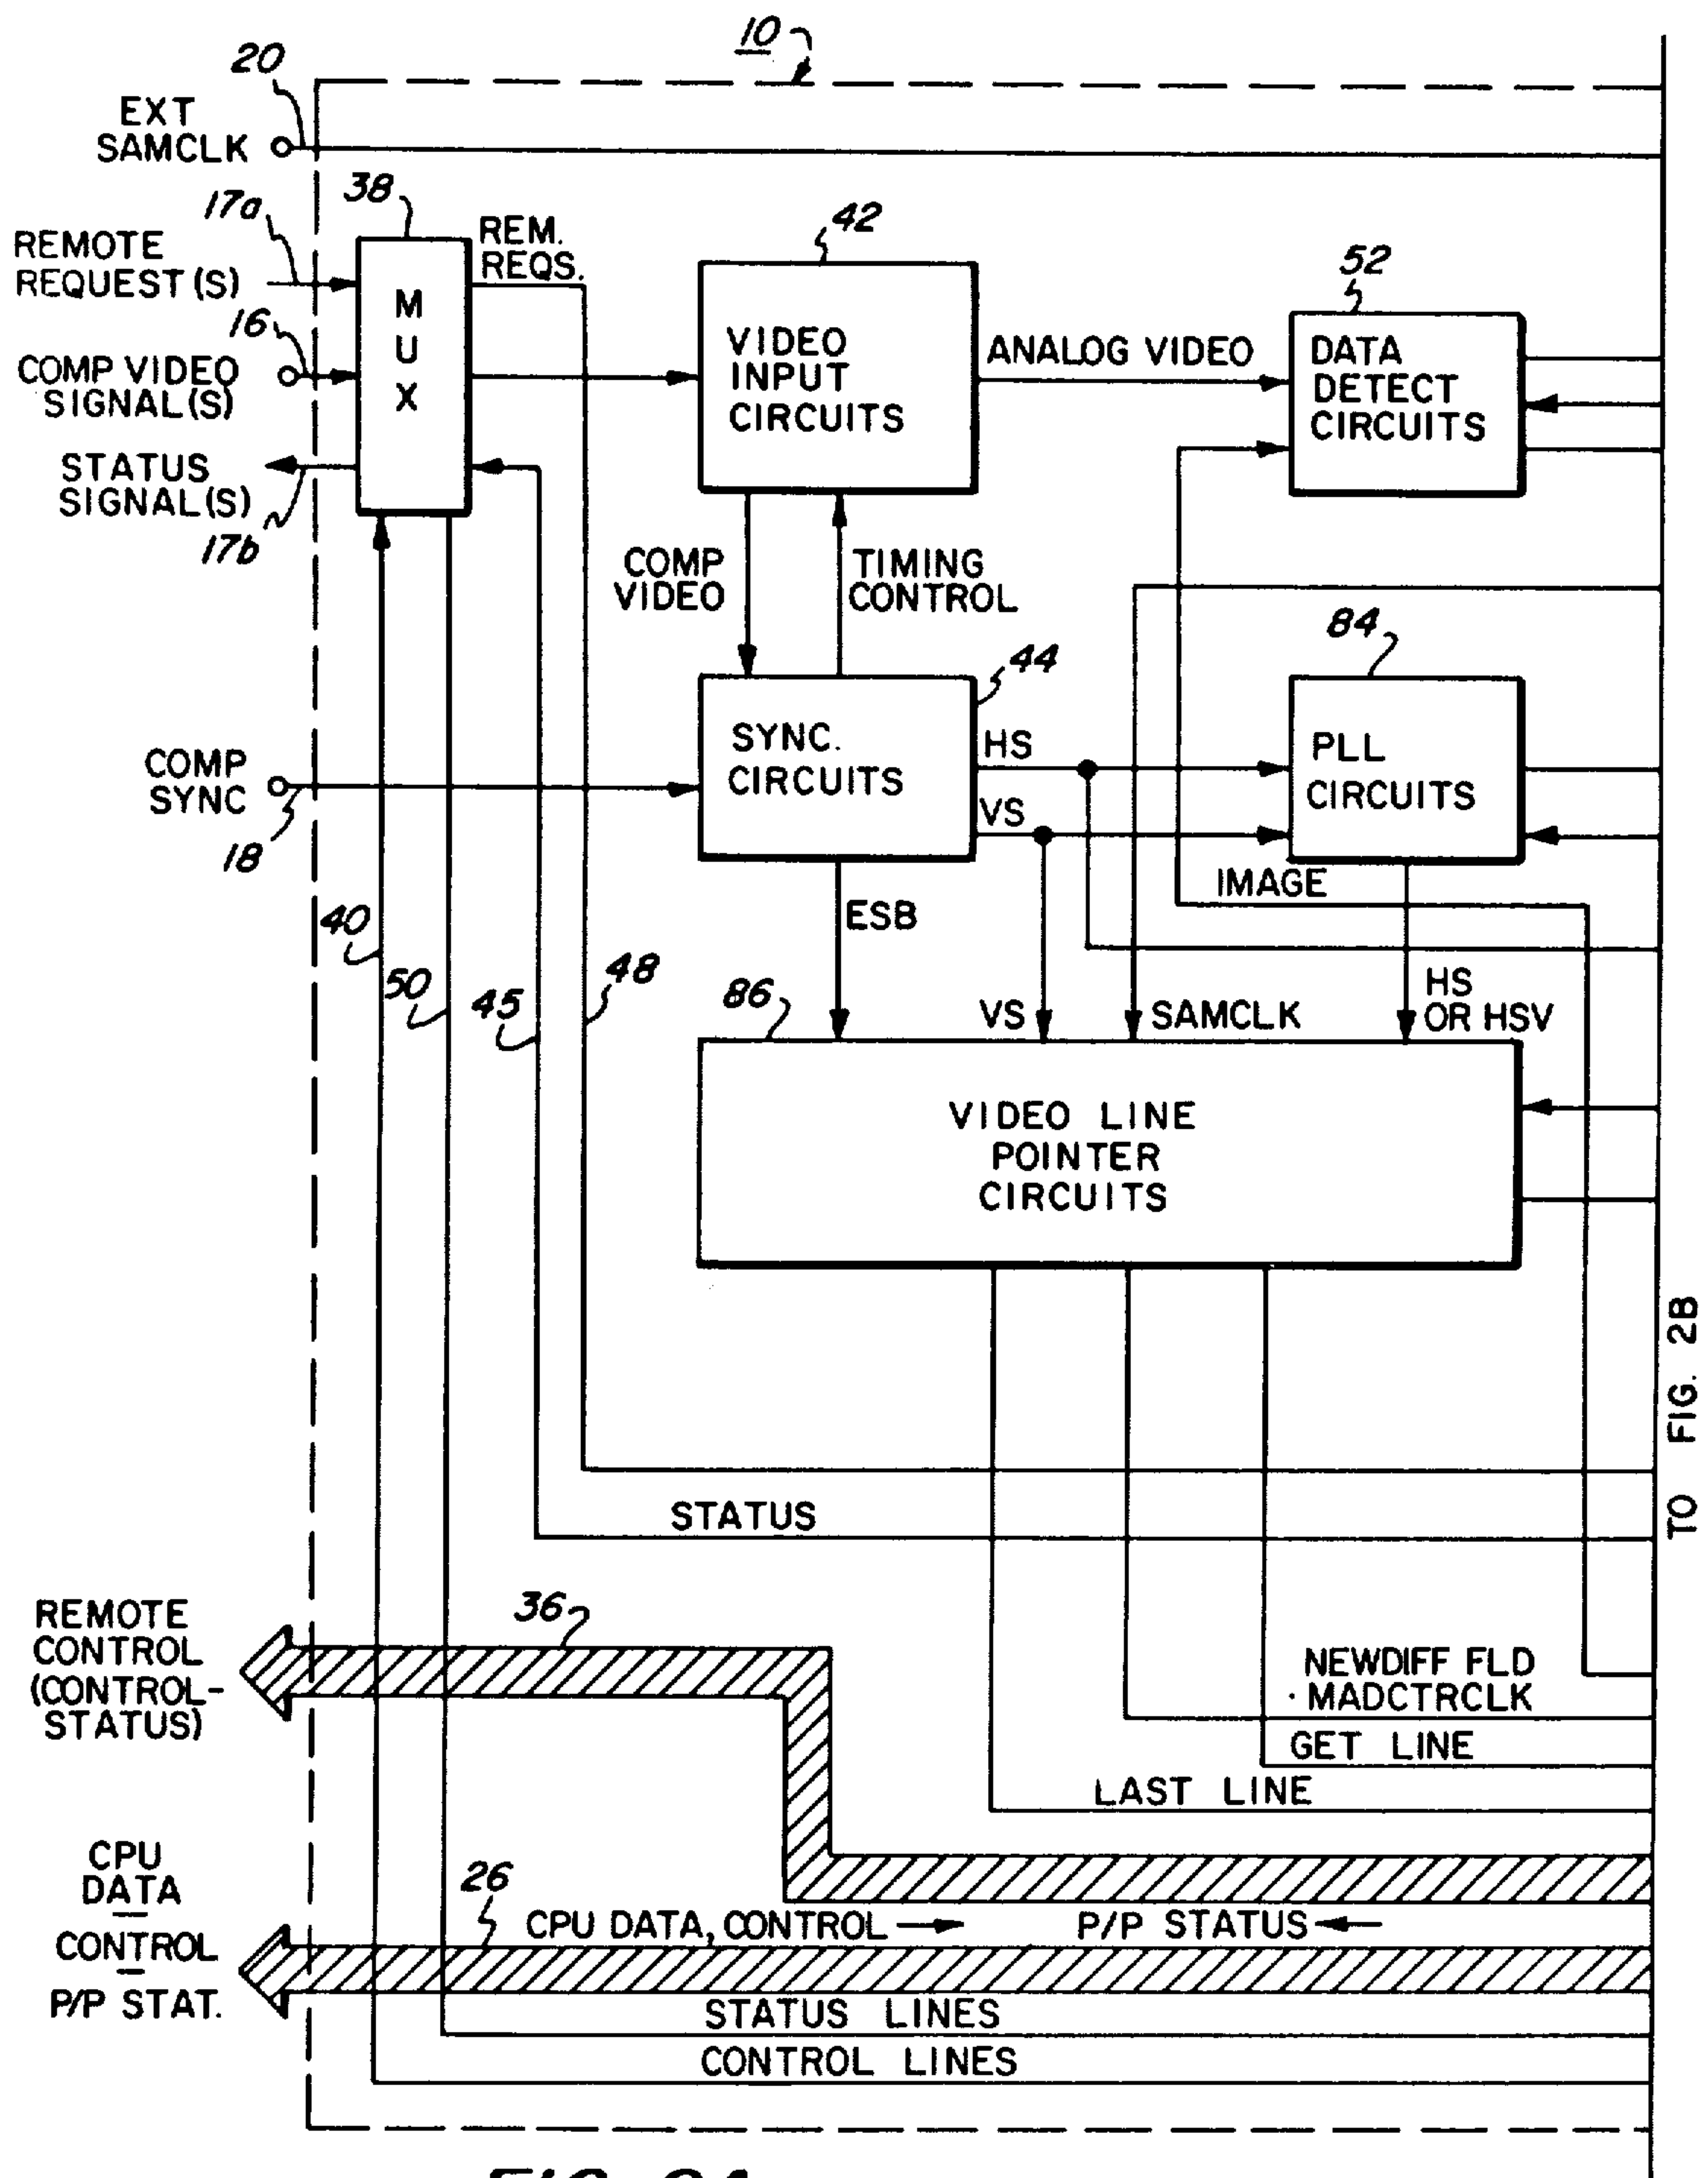 10
20
EXT
SAMCLK
17a
38
REMOTE
REQUEST(S)
REM.
REQS.
42
52
MUX
16
COMP VIDEO
SIGNAL(S)
VIDEO
INPUT
CIRCUITS
ANALOG VIDEO
DATA
DETECT
CIRCUITS
STATUS
SIGNAL(S)
17b
COMP
VIDEO
TIMING
CONTROL
84
44
COMP
SYNC
18
SYNC.
CIRCUITS
HS
VS
PLL
CIRCUITS
IMAGE
ESB
40
50
45
48
86
VS
SAMCLK
HS
OR HSV
VIDEO LINE
POINTER
CIRCUITS
TO FIG. 2B
STATUS
36
REMOTE
CONTROL
(CONTROL-
STATUS)
NEWDIFF FLD
MADCTRCLK
GET LINE
LAST LINE
CPU
DATA
—
CONTROL
—
P/P STAT.
26
CPU DATA, CONTROL →
P/P STATUS ←
STATUS LINES
CONTROL LINES